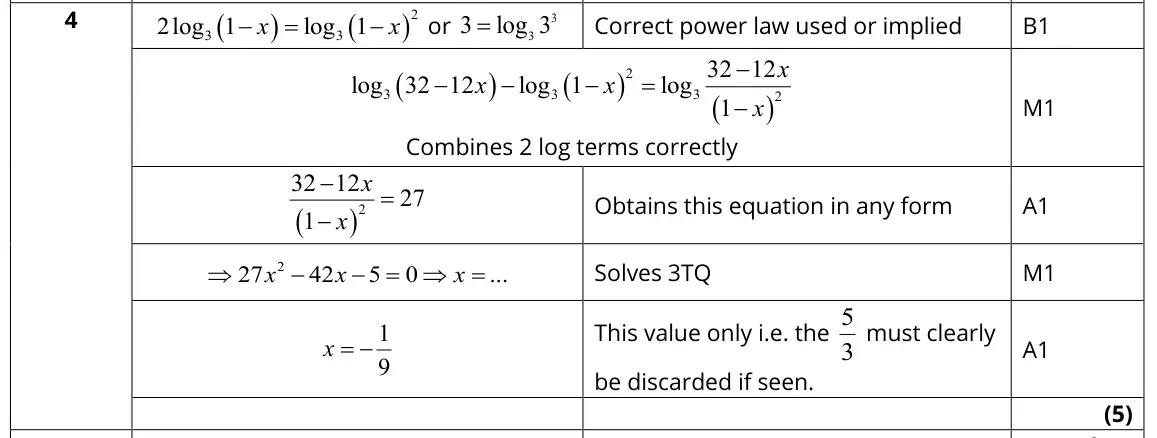 4
2log₃(1−x) = log₃(1−x)² or 3 = log₃3³
Correct power law used or implied
B1
log₃(32−12x) − log₃(1−x)² = log₃ (32−12x)/(1−x)²
Combines 2 log terms correctly
M1
(32−12x)/(1−x)² = 27
Obtains this equation in any form
A1
⇒ 27x² − 42x − 5 = 0 ⇒ x = ...
Solves 3TQ
M1
x = −1/9
This value only i.e. the 5/3 must clearly
be discarded if seen.
A1
(5)